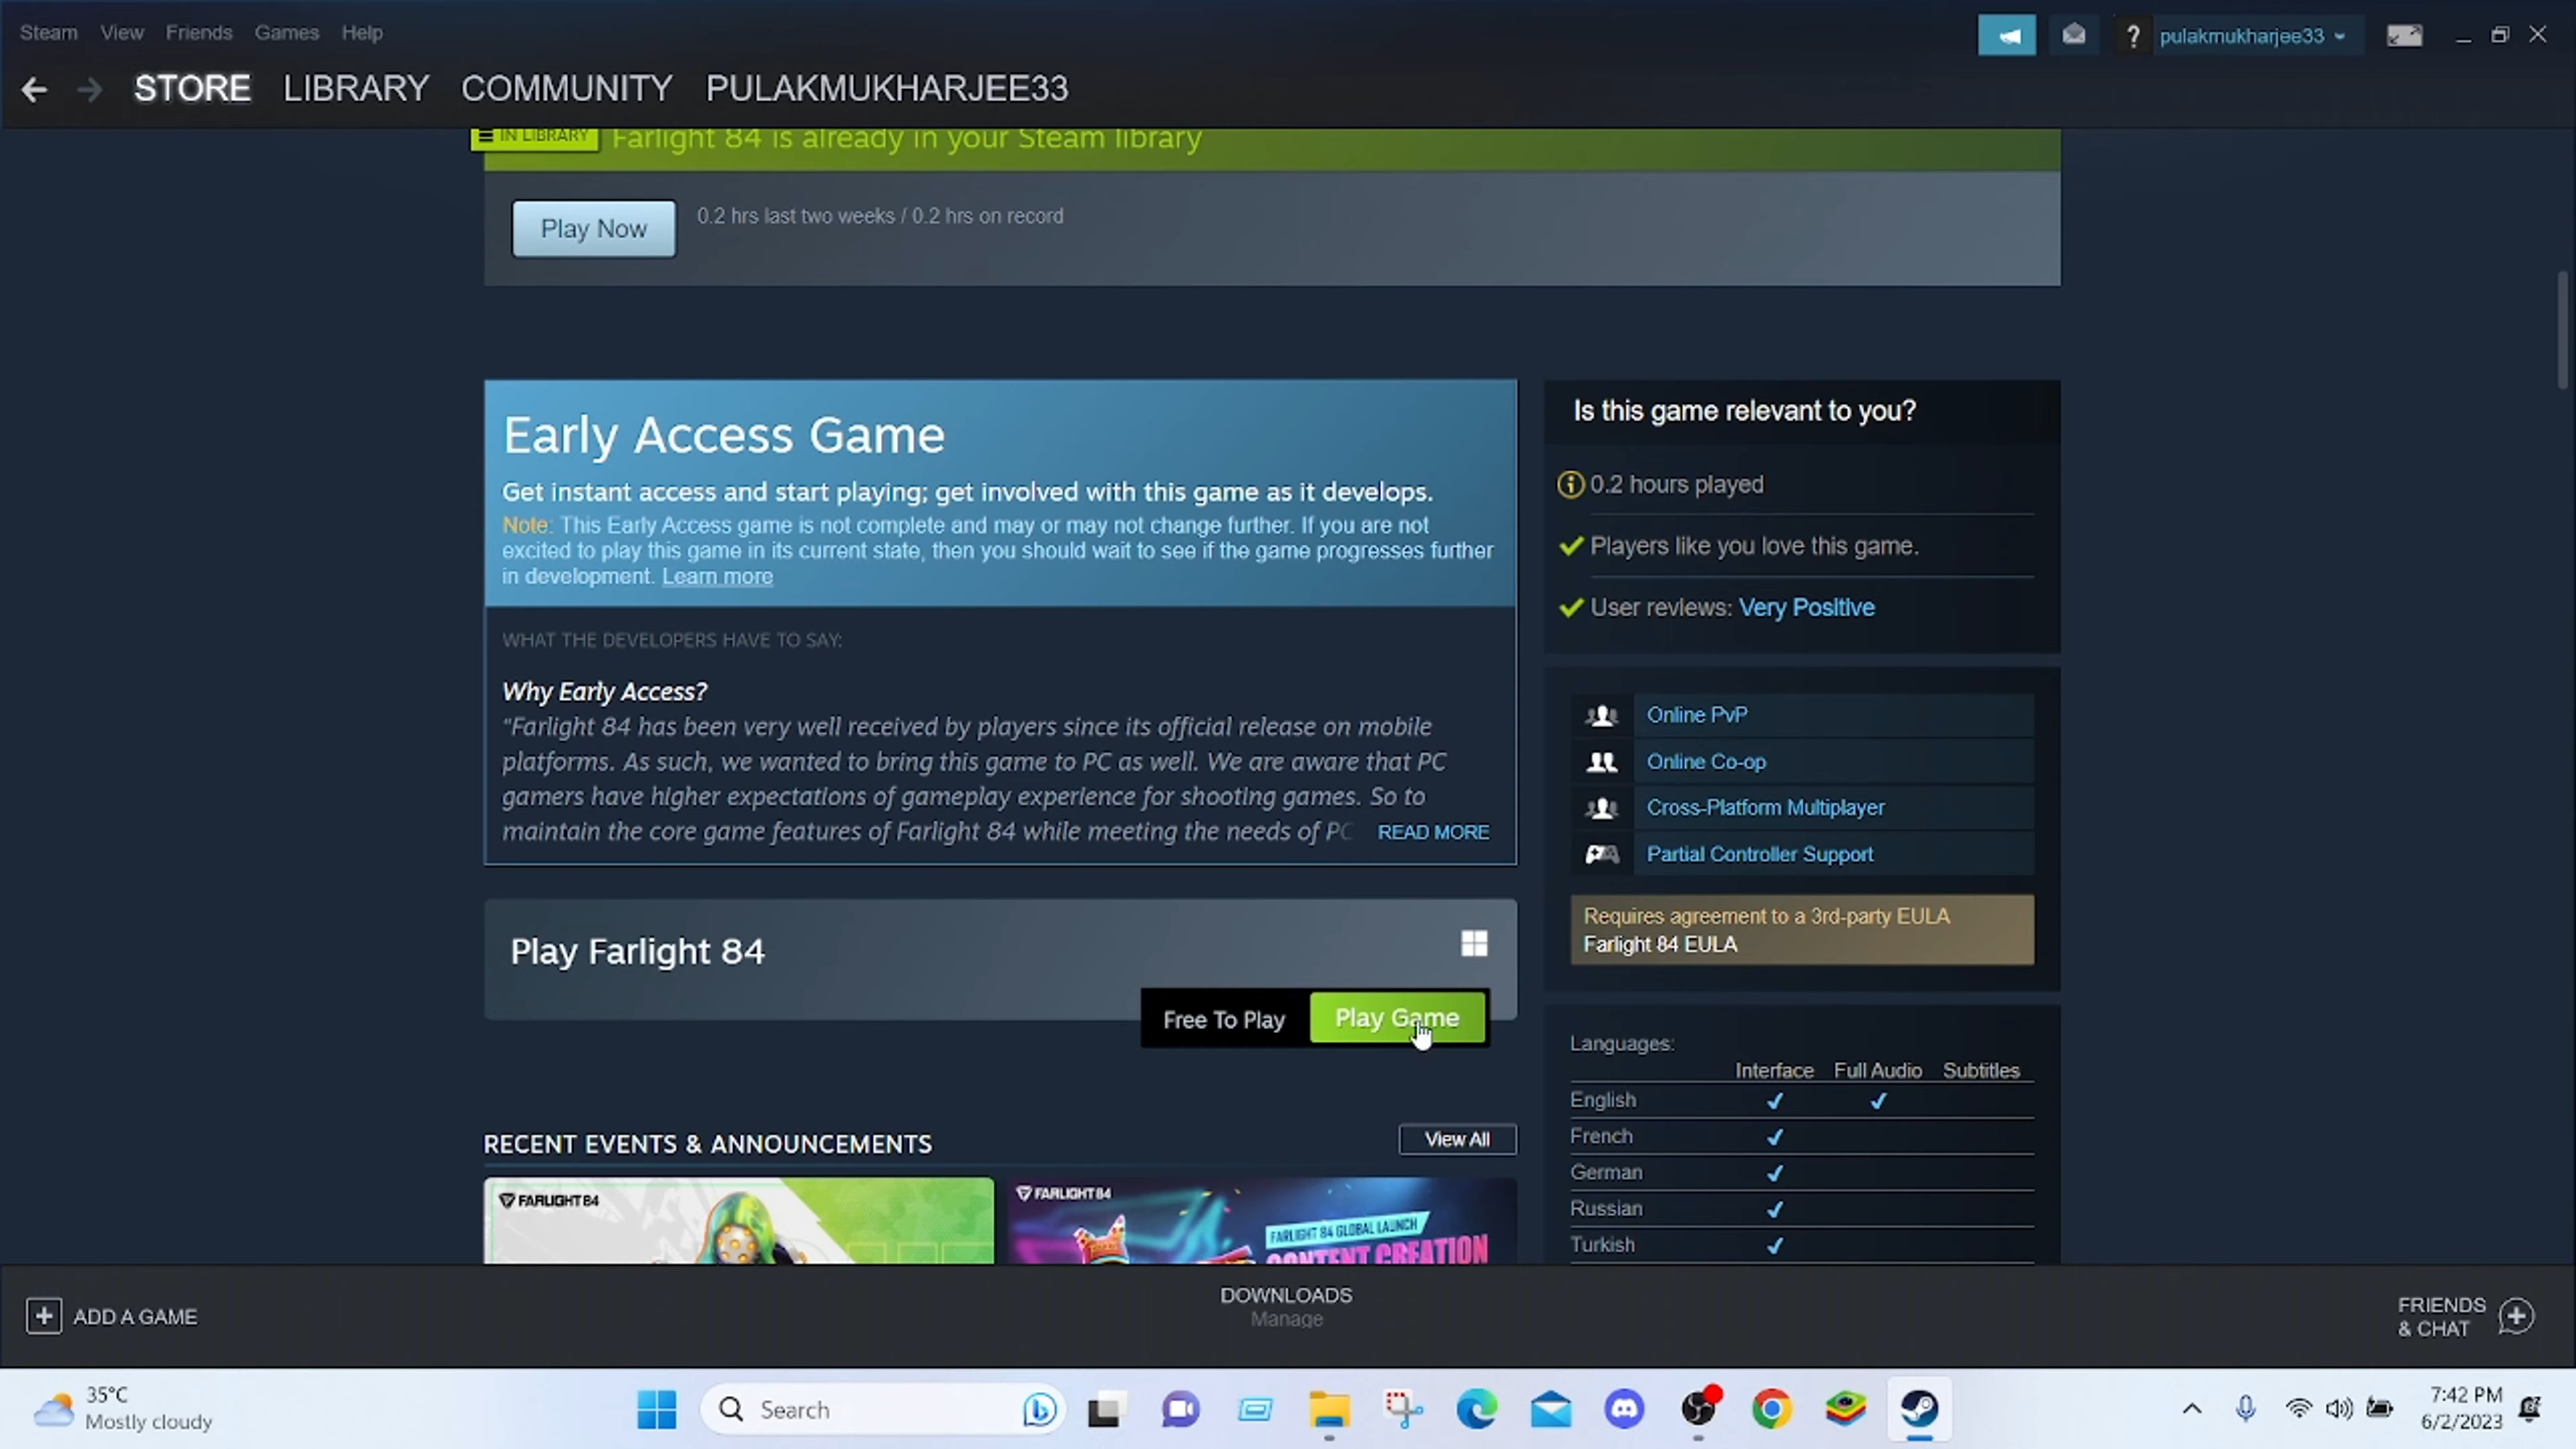 Steam View Friends Games Help
pulakmukharjee33
STORE LIBRARY COMMUNITY PULAKMUKHARJEE33
IN LIBRARY Farlight 84 is already in your Steam library
Play Now 0.2 hrs last two weeks / 0.2 hrs on record
Early Access Game
Get instant access and start playing; get involved with this game as it develops.
Note: This Early Access game is not complete and may or may not change further. If you are not
excited to play this game in its current state, then you should wait to see if the game progresses further
in development. Learn more
WHAT THE DEVELOPERS HAVE TO SAY:
Why Early Access?
"Farlight 84 has been very well received by players since its official release on mobile
platforms. As such, we wanted to bring this game to PC as well. We are aware that PC
gamers have higher expectations of gameplay experience for shooting games. So to
maintain the core game features of Farlight 84 while meeting the needs of PC READ MORE
Play Farlight 84
Free To Play Play Game
RECENT EVENTS & ANNOUNCEMENTS View All
FARLIGHT 84
FARLIGHT 84
FARLIGHT 84 GLOBAL LAUNCH
CONTENT CREATION
Is this game relevant to you?
0.2 hours played
Players like you love this game.
User reviews: Very Positive
Online PvP
Online Co-op
Cross-Platform Multiplayer
Partial Controller Support
Requires agreement to a 3rd-party EULA
Farlight 84 EULA
Languages:
Interface Full Audio Subtitles
English
French
German
Russian
Turkish
ADD A GAME
DOWNLOADS
Manage
FRIENDS
& CHAT
35°C
Mostly cloudy
Search
7:42 PM
6/2/2023